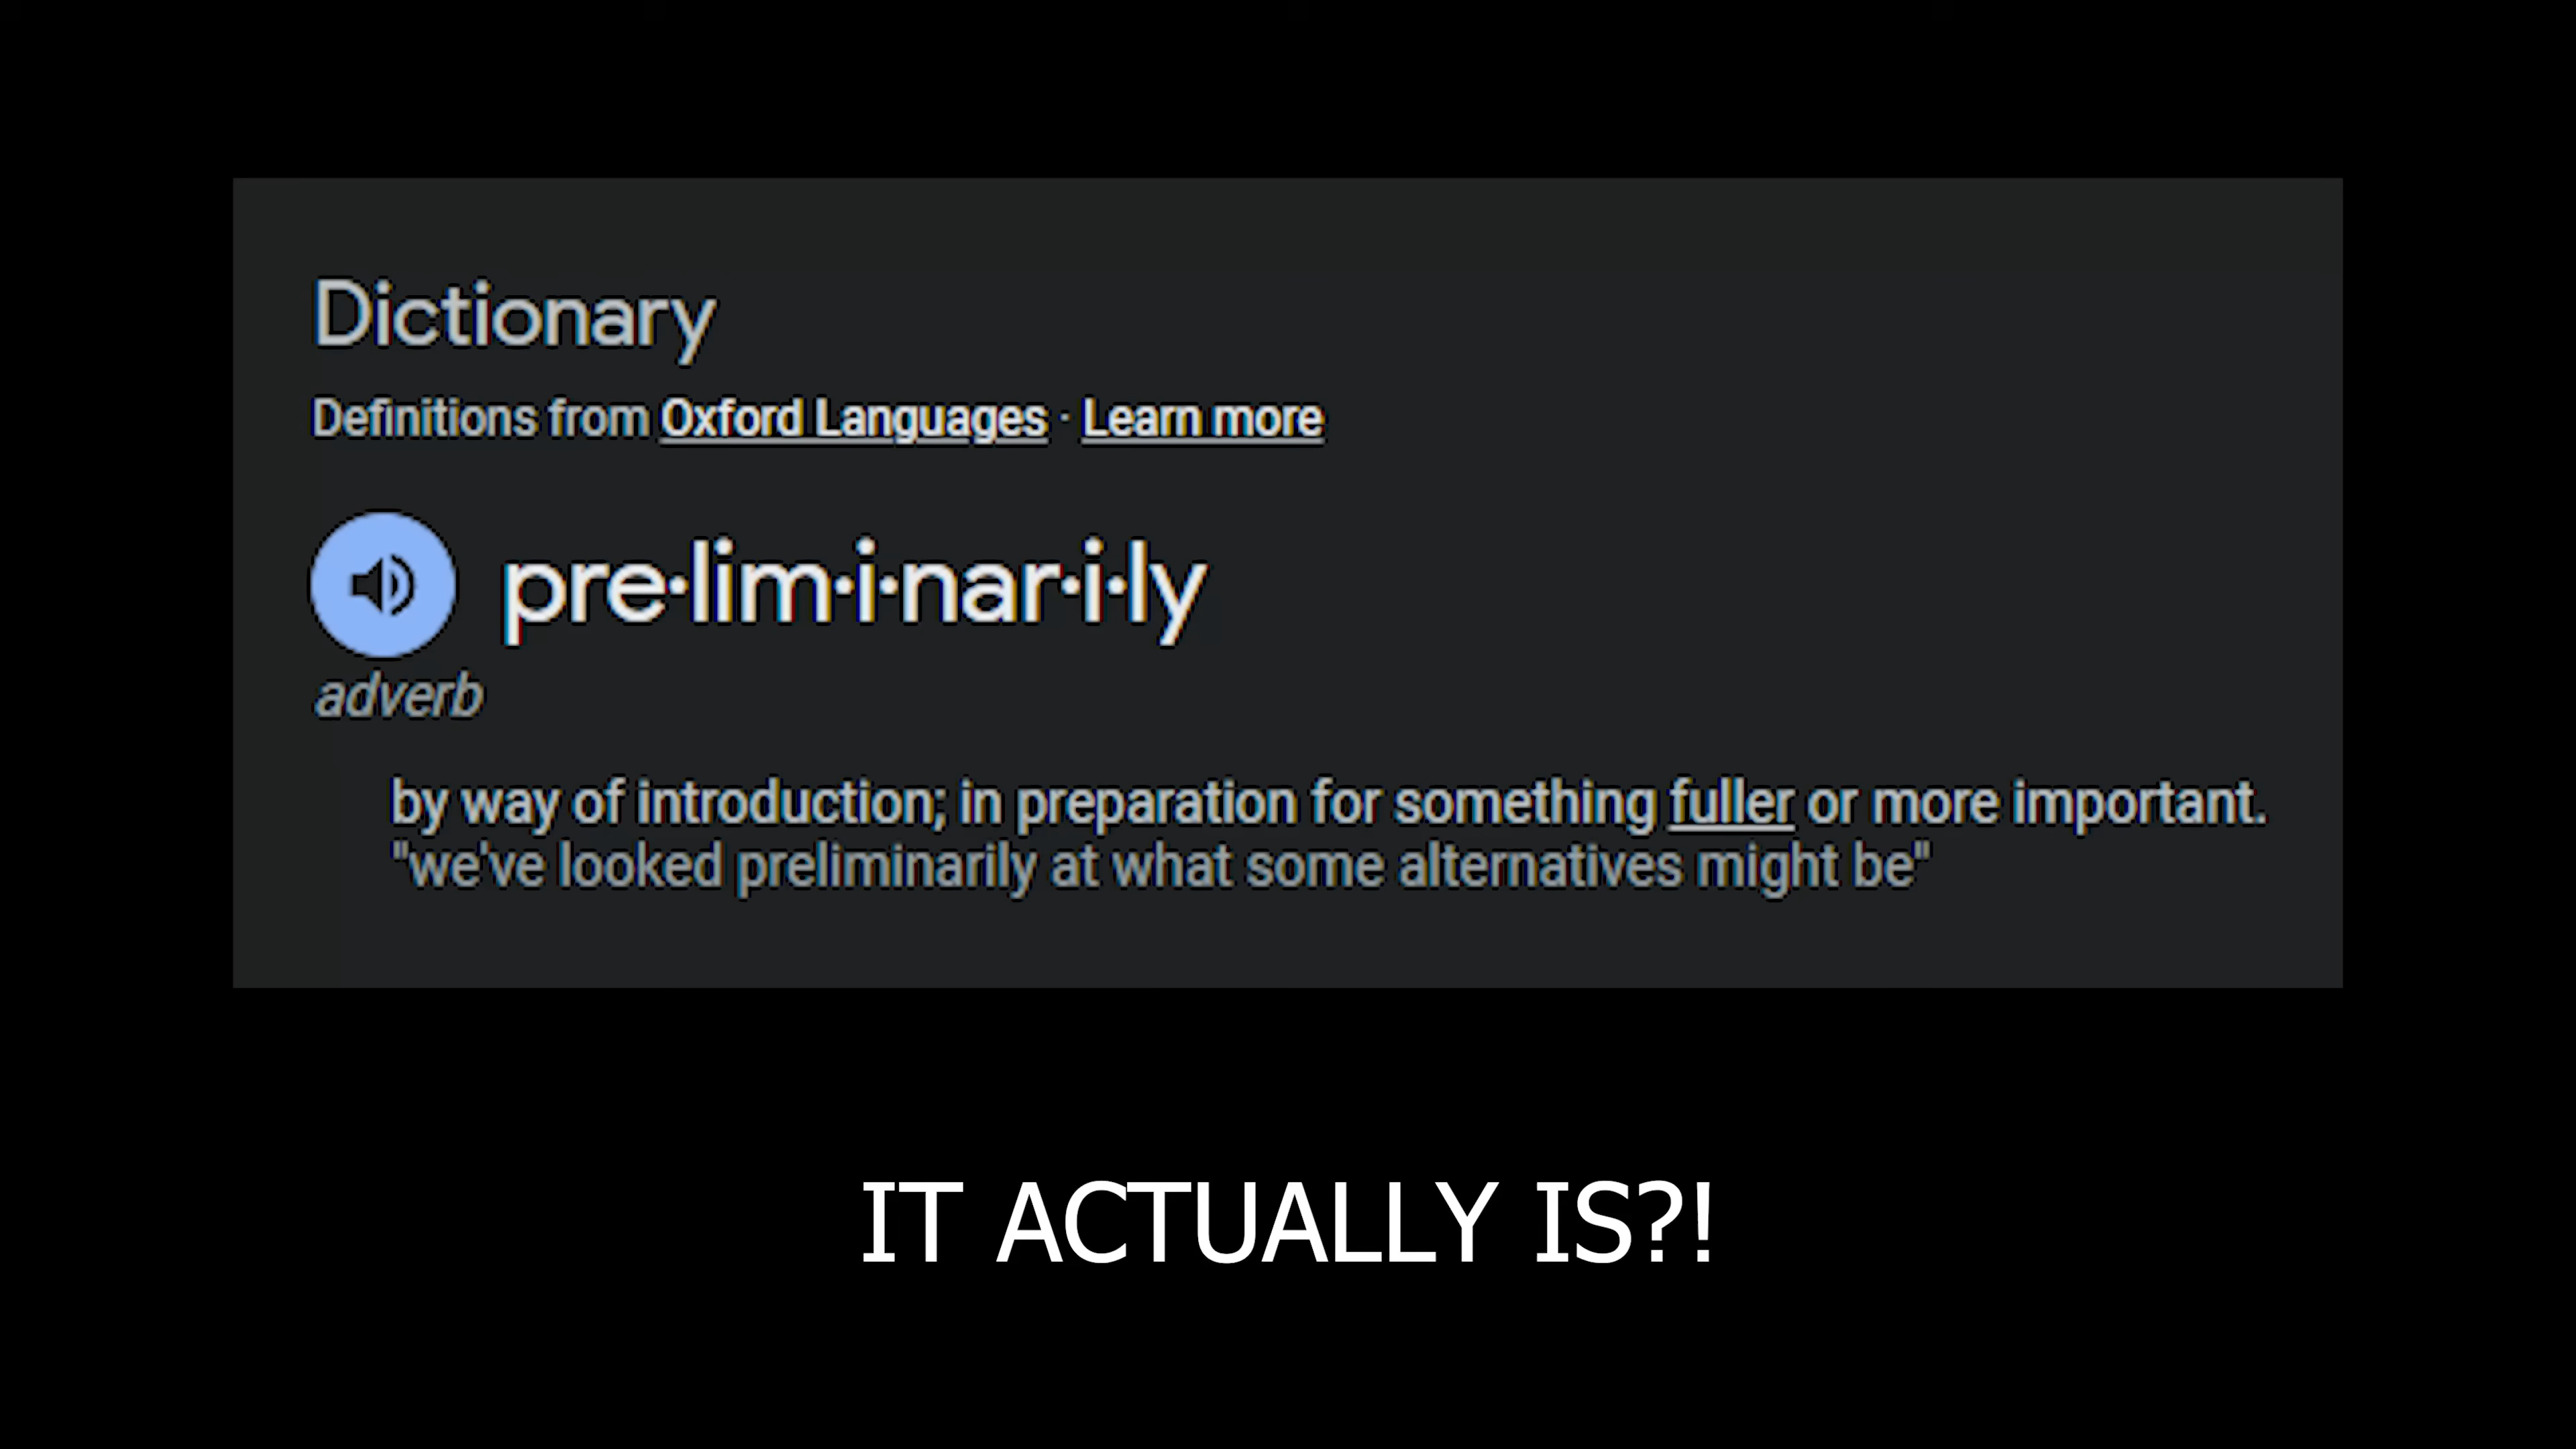 Dictionary
Definitions from Oxford Languages · Learn more
pre·lim·i·nar·i·ly
adverb
by way of introduction; in preparation for something fuller or more important.
"we've looked preliminarily at what some alternatives might be"
IT ACTUALLY IS?!